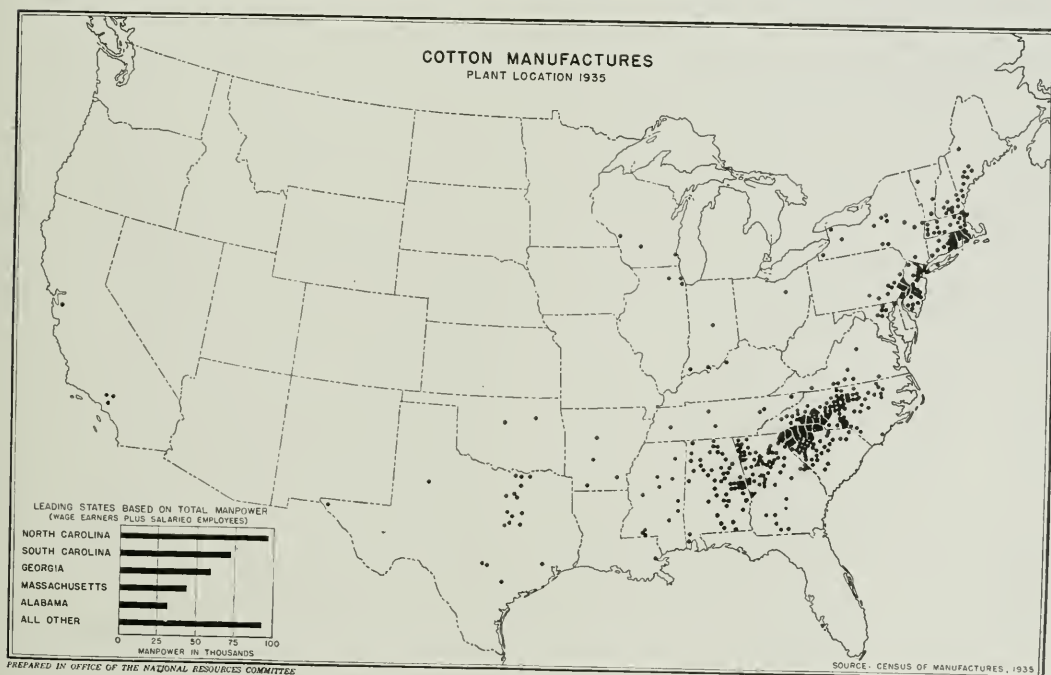 COTTON MANUFACTURES
PLANT LOCATION 1935
LEADING STATES BASED ON TOTAL MANPOWER
(WAGE EARNERS PLUS SALARIED EMPLOYEES)
NORTH CAROLINA
SOUTH CAROLINA
GEORGIA
MASSACHUSETTS
ALABAMA
ALL OTHER
0 25 50 75 100
MANPOWER IN THOUSANDS
PREPARED IN OFFICE OF THE NATIONAL RESOURCES COMMITTEE
SOURCE- CENSUS OF MANUFACTURES, 1935